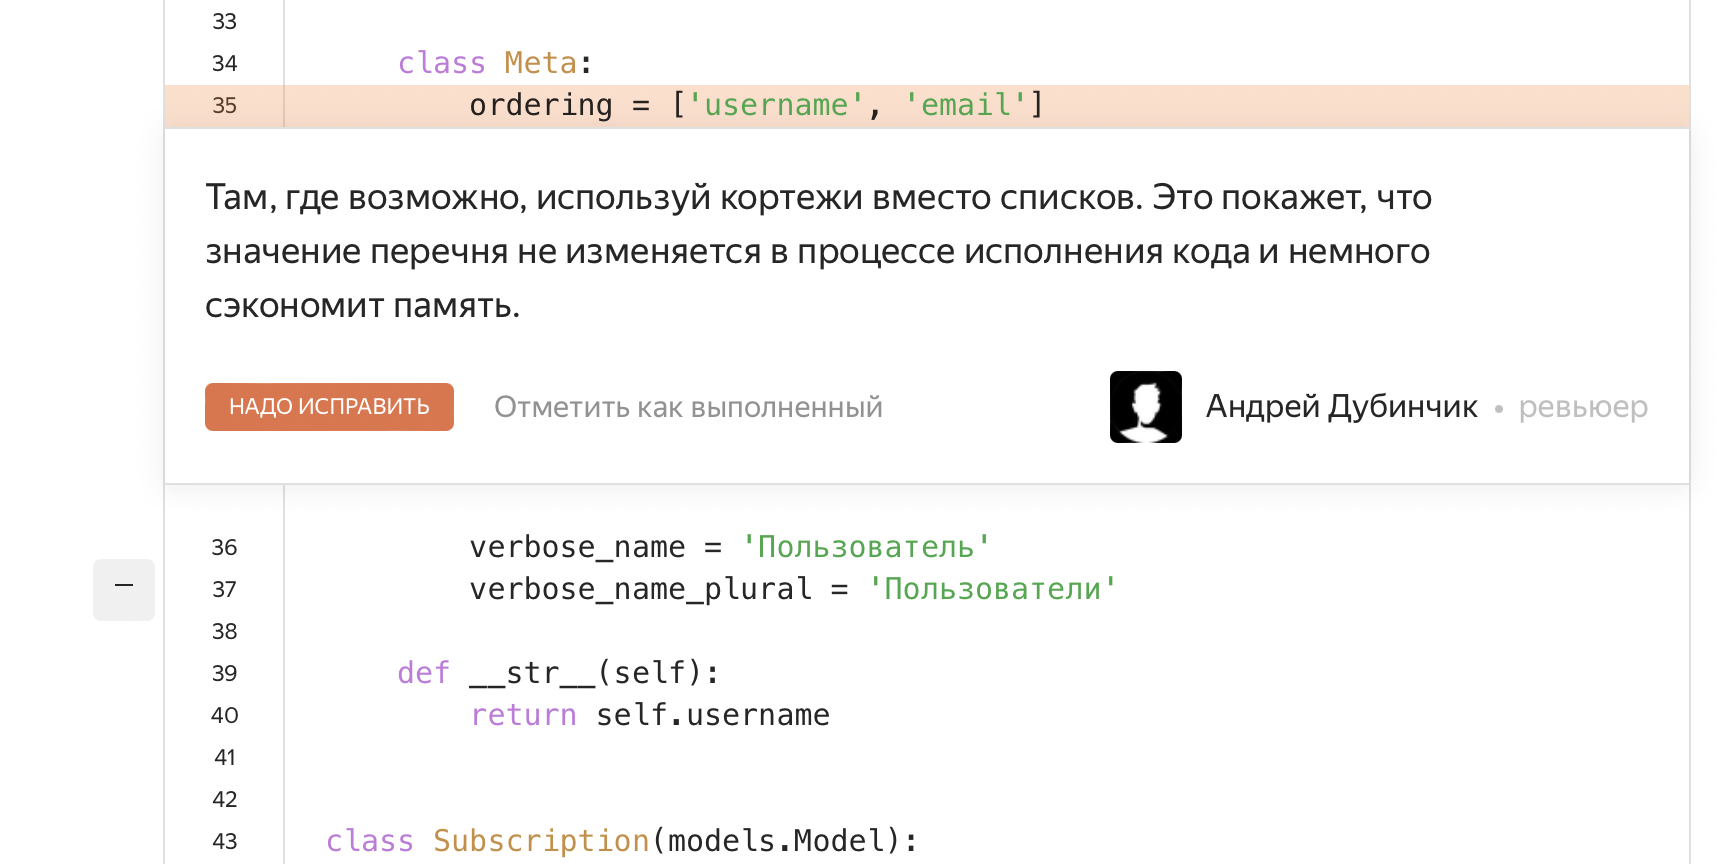 33
34 class Meta:
35 ordering = ['username', 'email']
Там, где возможно, используй кортежи вместо списков. Это покажет, что
значение перечня не изменяется в процессе исполнения кода и немного
сэкономит память.
НАДО ИСПРАВИТЬ Отметить как выполненный Андрей Дубинчик • ревьюер
36 verbose_name = 'Пользователь'
37 verbose_name_plural = 'Пользователи'
38
39 def __str__(self):
40 return self.username
41
42
43 class Subscription(models.Model):